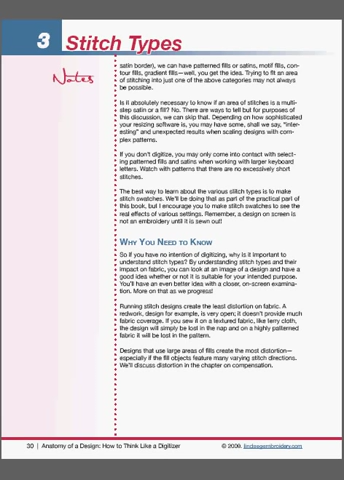 3 Stitch Types
Notes
satin border), we can have patterned fills or satins, motif fills, con-
tour fills, gradient fills—well, you get the idea. Trying to fit an area
of stitching into just one of the above categories may not always
be possible.
Is it absolutely necessary to know if an area of stitches is a multi-
step satin or a fill? No. There are ways to tell but for purposes of
this discussion, we can skip that. Depending on how sophisticated
your resizing software is, you may have some, shall we say, "inter-
esting" and unexpected results when scaling designs with com-
plex patterns.
If you don't digitize, you may only come into contact with select-
ing patterned fills and satins when working with larger keyboard
letters. Watch with patterns that there are no excessively short
stitches.
The best way to learn about the various stitch types is to make
stitch swatches. We'll be doing that as part of the practical part of
this book, but I encourage you to make stitch swatches to see the
real effects of various settings. Remember, a design on screen is
not an embroidery until it is sewn out!
Why You Need to Know
So if you have no intention of digitizing, why is it important to
understand stitch types? By understanding stitch types and their
impact on fabric, you can look at an image of a design and have a
good idea whether or not it is suitable for your intended purpose.
You'll have an even better idea with a closer, on-screen examina-
tion. More on that as we progress!
Running stitch designs create the least distortion on fabric. A
redwork, design for example, is very open; it doesn't provide much
fabric coverage. If you sew it on a textured fabric, like terry cloth,
the design will simply be lost in the nap and on a highly patterned
fabric it will be lost in the pattern.
Designs that use large areas of fills create the most distortion—
especially if the fill objects feature many varying stitch directions.
We'll discuss distortion in the chapter on compensation.
30 | Anatomy of a Design: How to Think Like a Digitizer © 2009. lindseeembroidery.com